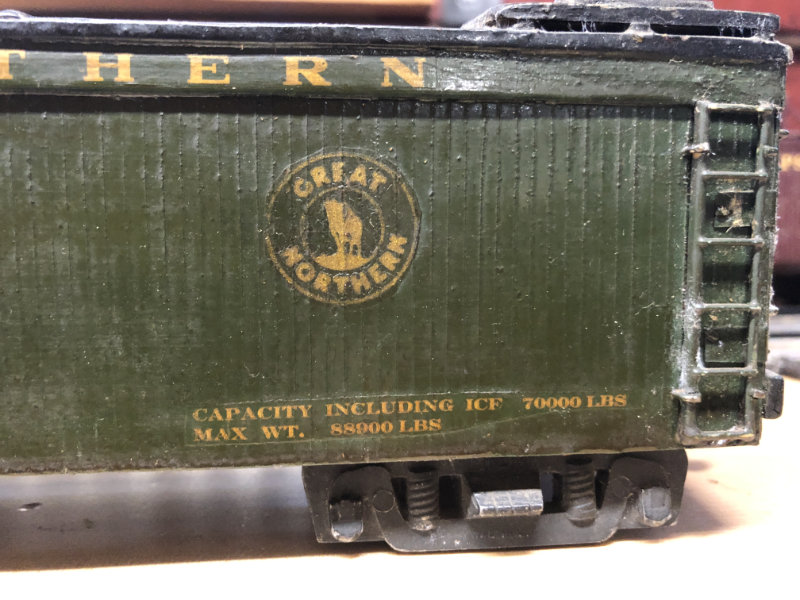 THERN
GREAT
NORTHERN
CAPACITY INCLUDING ICE 70000 LBS
MAX WT. 88900 LBS